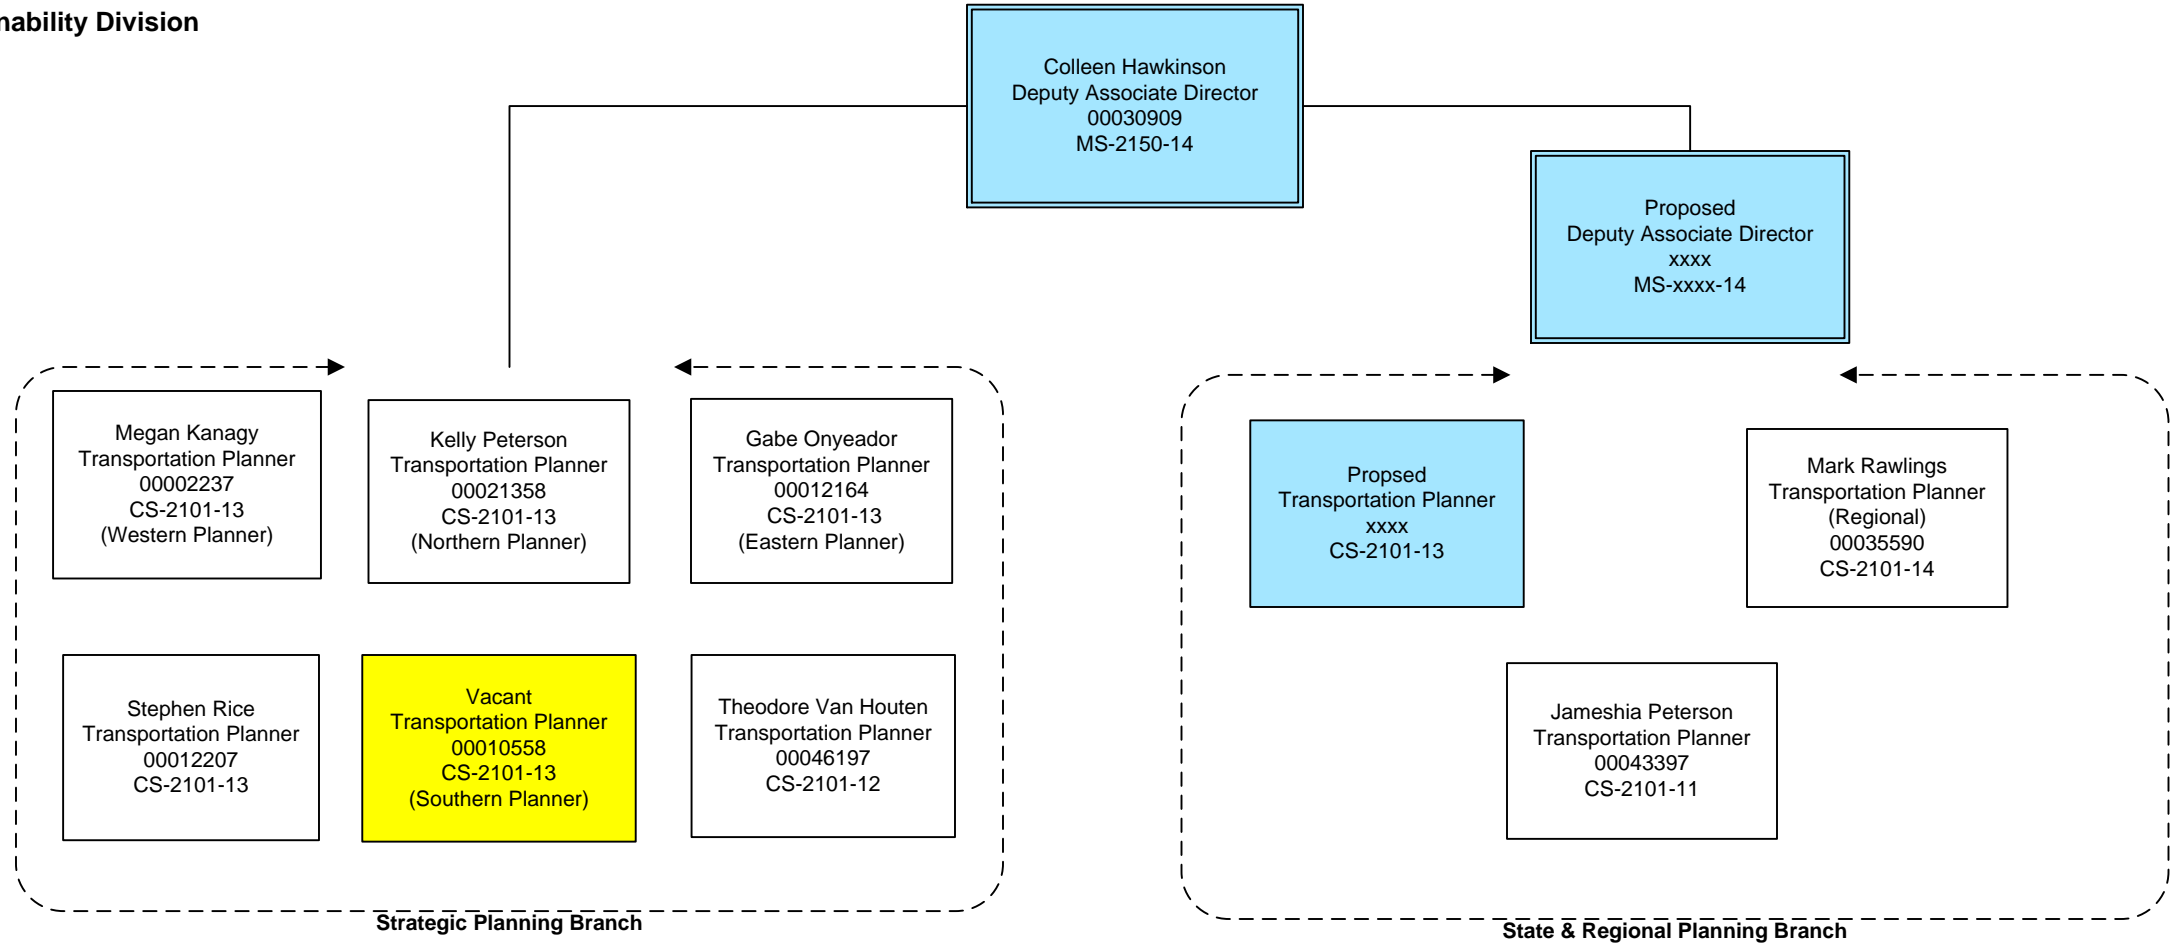 nability Division
Colleen Hawkinson
Deputy Associate Director
00030909
MS-2150-14
Proposed
Deputy Associate Director
xxxx
MS-xxxx-14
Megan Kanagy
Transportation Planner
00002237
CS-2101-13
(Western Planner)
Kelly Peterson
Transportation Planner
00021358
CS-2101-13
(Northern Planner)
Gabe Onyeador
Transportation Planner
00012164
CS-2101-13
(Eastern Planner)
Stephen Rice
Transportation Planner
00012207
CS-2101-13
Vacant
Transportation Planner
00010558
CS-2101-13
(Southern Planner)
Theodore Van Houten
Transportation Planner
00046197
CS-2101-12
Strategic Planning Branch
Propsed
Transportation Planner
xxxx
CS-2101-13
Mark Rawlings
Transportation Planner
(Regional)
00035590
CS-2101-14
Jameshia Peterson
Transportation Planner
00043397
CS-2101-11
State & Regional Planning Branch